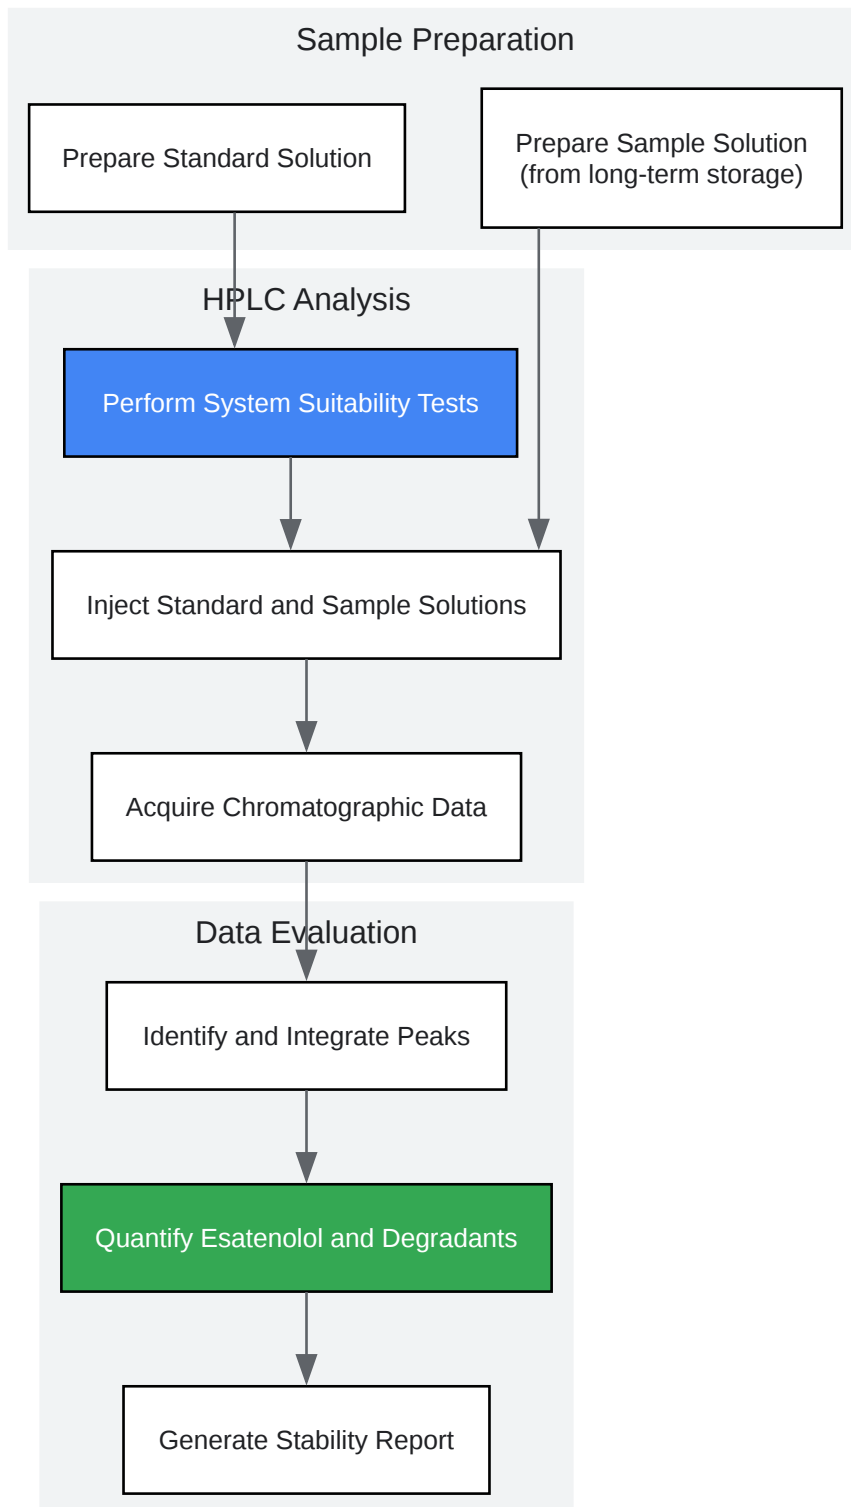 Sample Preparation
Prepare Standard Solution
Prepare Sample Solution
(from long-term storage)
HPLC Analysis
Perform System Suitability Tests
Inject Standard and Sample Solutions
Acquire Chromatographic Data
Data Evaluation
Identify and Integrate Peaks
Quantify Esatenolol and Degradants
Generate Stability Report